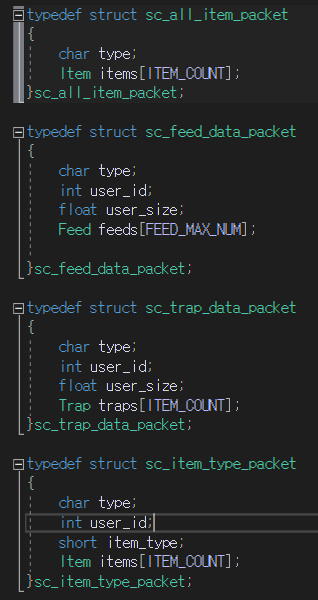 typedef struct sc_all_item_packet
{
char type;
Item items[ITEM_COUNT];
}sc_all_item_packet;
typedef struct sc_feed_data_packet
{
char type;
int user_id;
float user_size;
Feed feeds[FEED_MAX_NUM];
}sc_feed_data_packet;
typedef struct sc_trap_data_packet
{
char type;
int user_id;
float user_size;
Trap traps[ITEM_COUNT];
}sc_trap_data_packet;
typedef struct sc_item_type_packet
{
char type;
int user_id;
short item_type;
Item items[ITEM_COUNT];
}sc_item_type_packet;